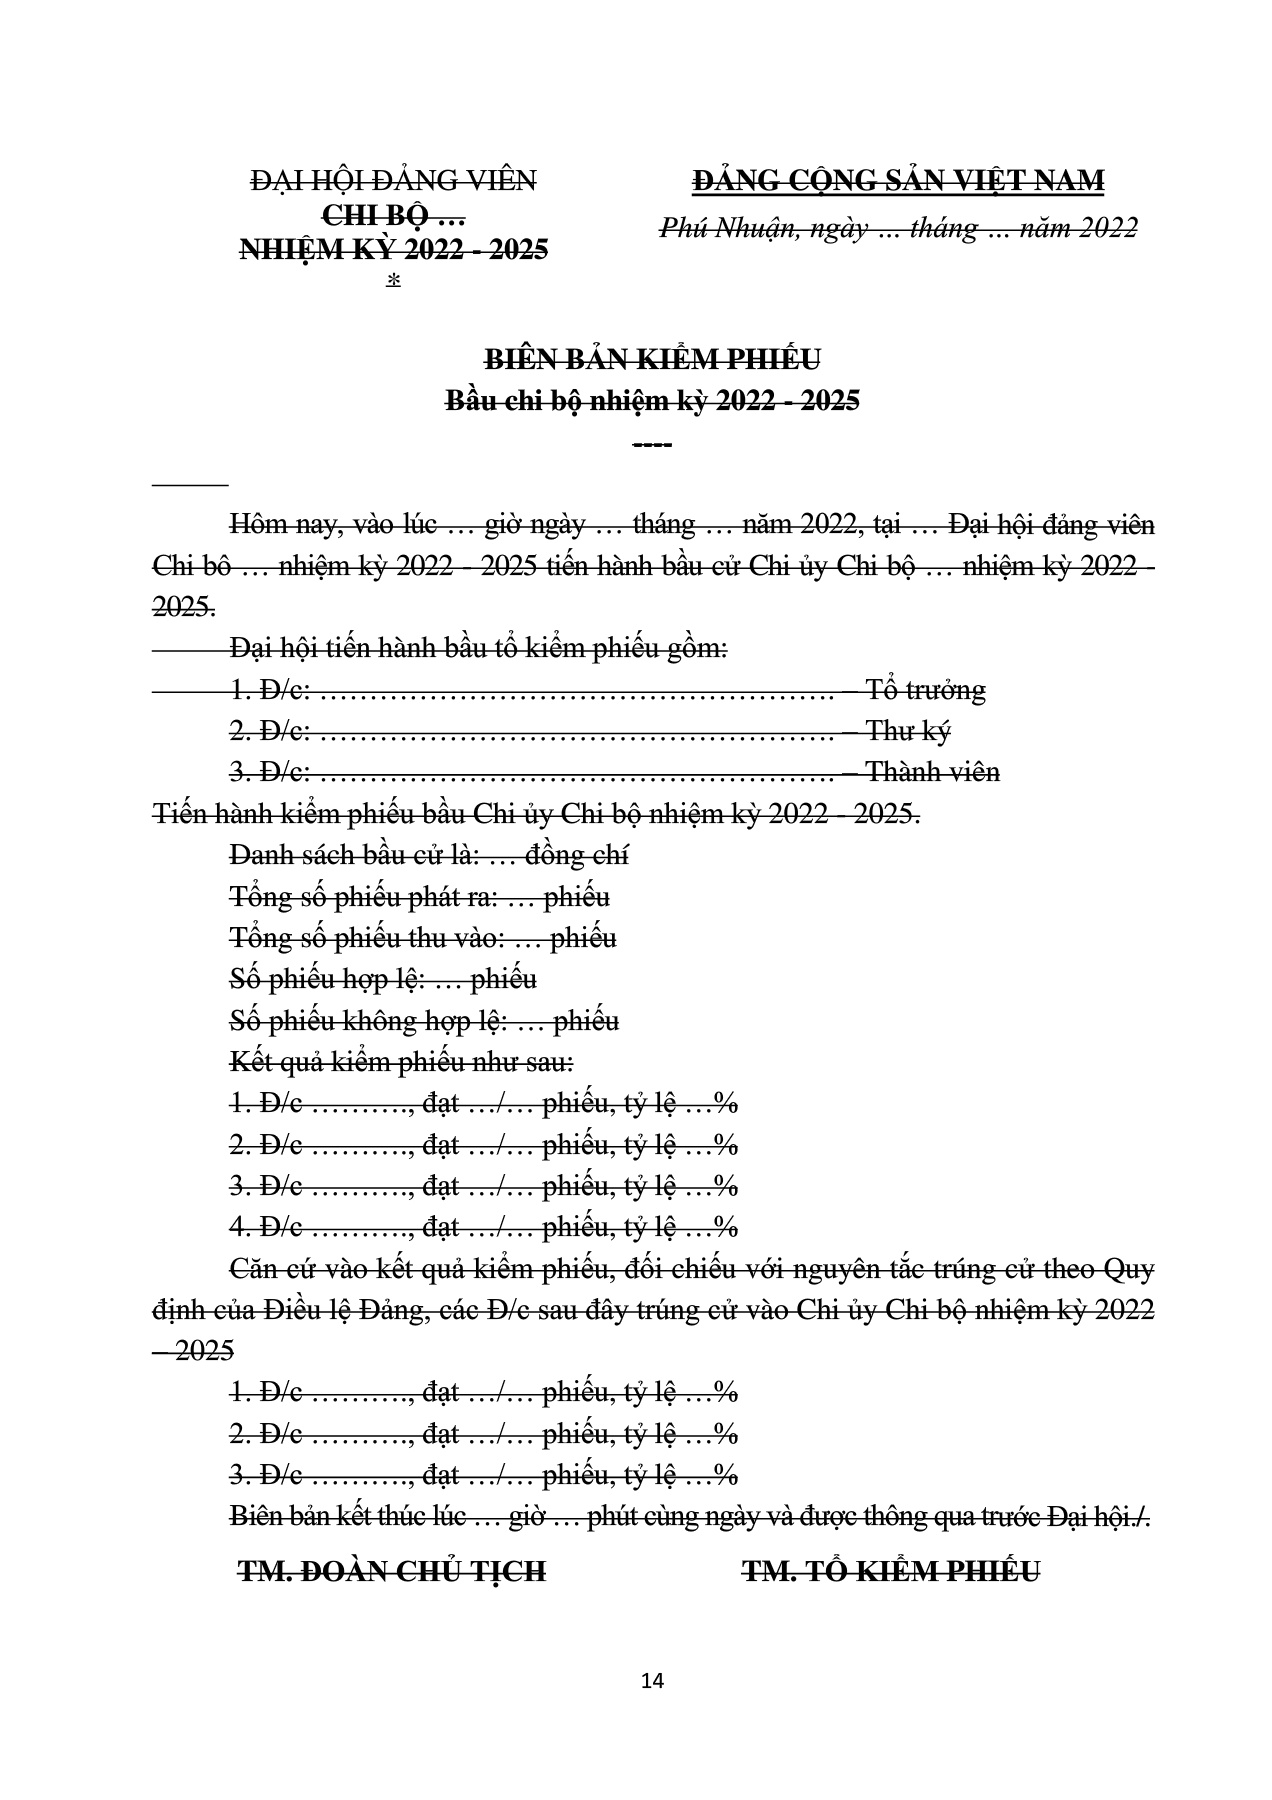 ĐẠI HỘI ĐẢNG VIÊN
CHI BỘ …
NHIỆM KỲ 2022 - 2025
*
ĐẢNG CỘNG SẢN VIỆT NAM
Phú Nhuận, ngày … tháng … năm 2022
BIÊN BẢN KIỂM PHIẾU
Bầu chi bộ nhiệm kỳ 2022 - 2025
----
Hôm nay, vào lúc … giờ ngày … tháng … năm 2022, tại … Đại hội đảng viên
Chi bô … nhiệm kỳ 2022 - 2025 tiến hành bầu cử Chi ủy Chi bộ … nhiệm kỳ 2022 -
2025.
Đại hội tiến hành bầu tổ kiểm phiếu gồm:
1. Đ/c: ……………………………………………. – Tổ trưởng
2. Đ/c: ……………………………………………. – Thư ký
3. Đ/c: ……………………………………………. – Thành viên
Tiến hành kiểm phiếu bầu Chi ủy Chi bộ nhiệm kỳ 2022 - 2025.
Danh sách bầu cử là: … đồng chí
Tổng số phiếu phát ra: … phiếu
Tổng số phiếu thu vào: … phiếu
Số phiếu hợp lệ: … phiếu
Số phiếu không hợp lệ: … phiếu
Kết quả kiểm phiếu như sau:
1. Đ/c ………., đạt …/… phiếu, tỷ lệ …%
2. Đ/c ………., đạt …/… phiếu, tỷ lệ …%
3. Đ/c ………., đạt …/… phiếu, tỷ lệ …%
4. Đ/c ………., đạt …/… phiếu, tỷ lệ …%
Căn cứ vào kết quả kiểm phiếu, đối chiếu với nguyên tắc trúng cử theo Quy
định của Điều lệ Đảng, các Đ/c sau đây trúng cử vào Chi ủy Chi bộ nhiệm kỳ 2022
– 2025
1. Đ/c ………., đạt …/… phiếu, tỷ lệ …%
2. Đ/c ………., đạt …/… phiếu, tỷ lệ …%
3. Đ/c ………., đạt …/… phiếu, tỷ lệ …%
Biên bản kết thúc lúc … giờ … phút cùng ngày và được thông qua trước Đại hội./.
TM. ĐOÀN CHỦ TỊCH
TM. TỔ KIỂM PHIẾU
14